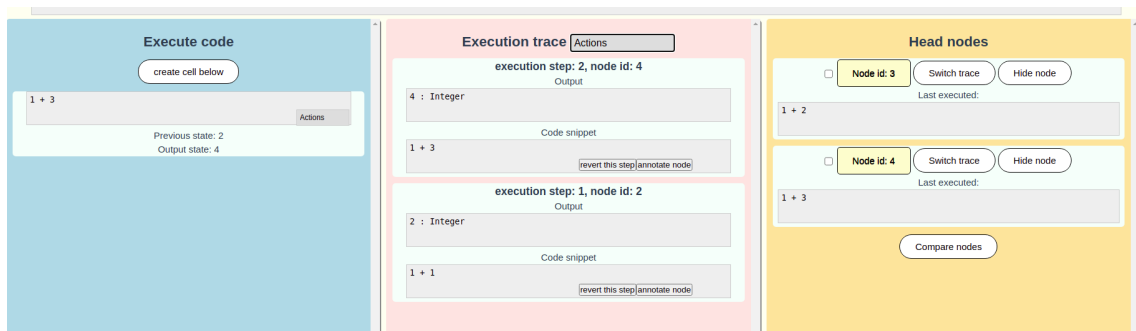 Execute code
create cell below
1 + 3
Actions
Previous state: 2
Output state: 4
Execution trace Actions
execution step: 2, node id: 4
Output
4 : Integer
Code snippet
1 + 3
revert this step annotate node
execution step: 1, node id: 2
Output
2 : Integer
Code snippet
1 + 1
revert this step annotate node
Head nodes
Node id: 3 Switch trace Hide node
Last executed:
1 + 2
Node id: 4 Switch trace Hide node
Last executed:
1 + 3
Compare nodes